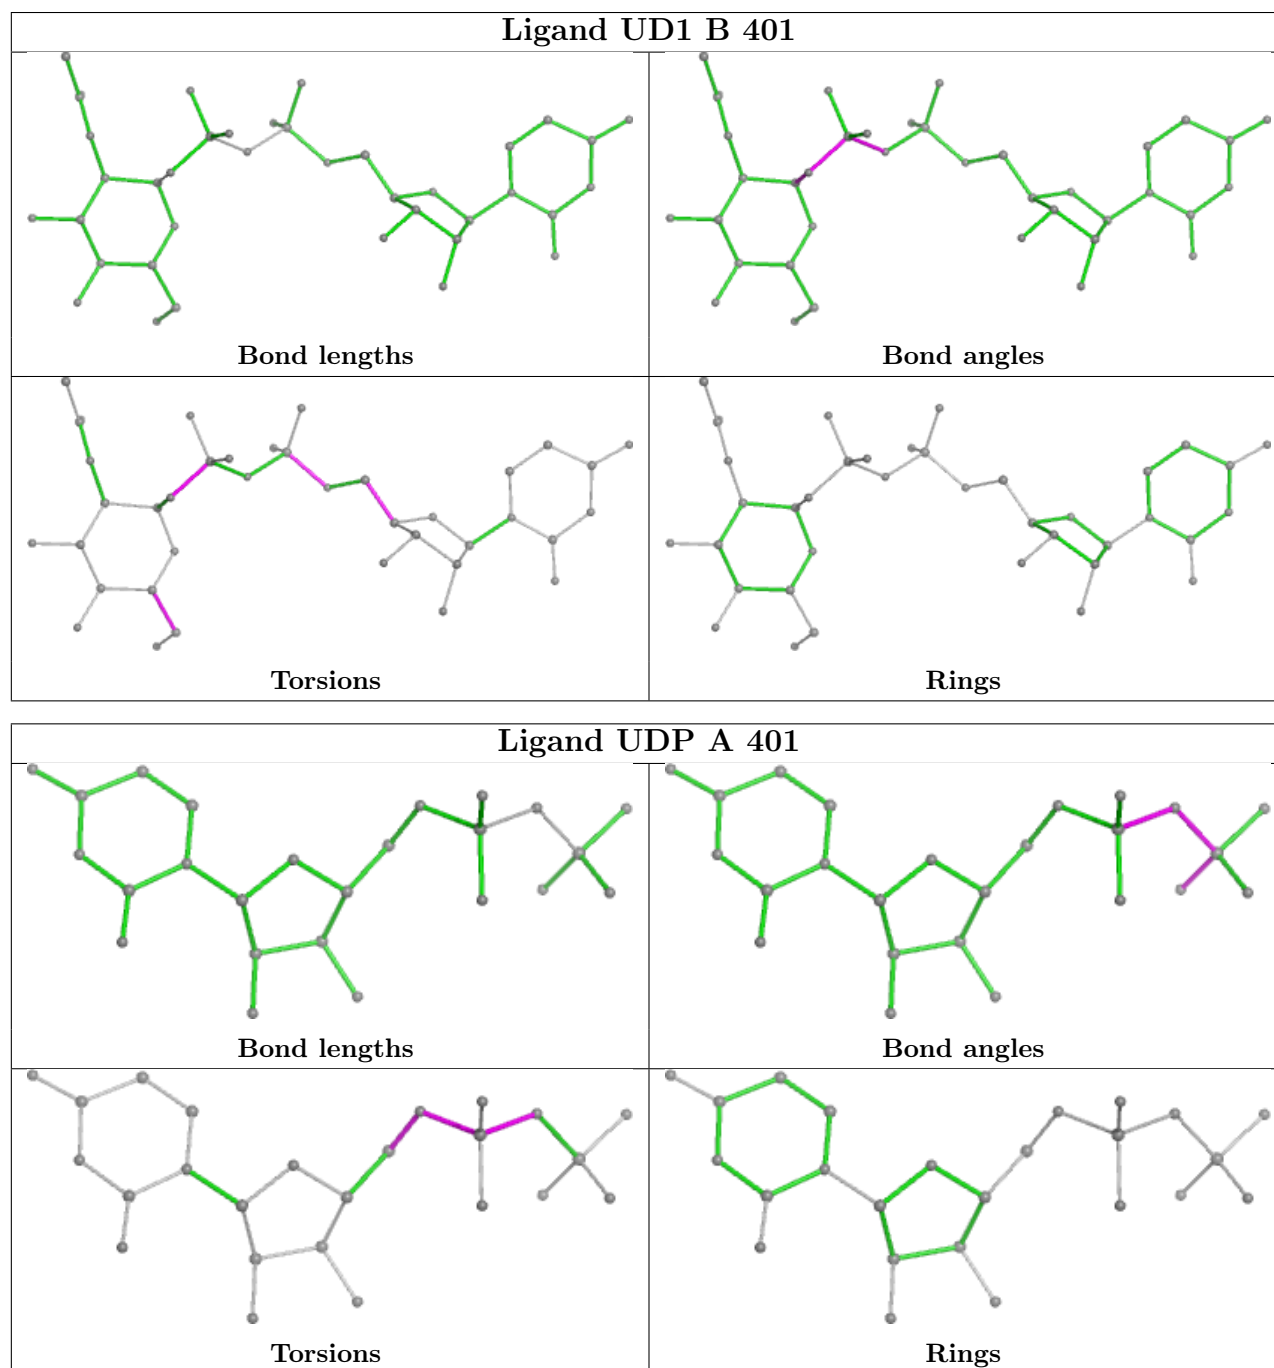 Ligand UD1 B 401
Bond lengths
Bond angles
Torsions
Rings
Ligand UDP A 401
Bond lengths
Bond angles
Torsions
Rings